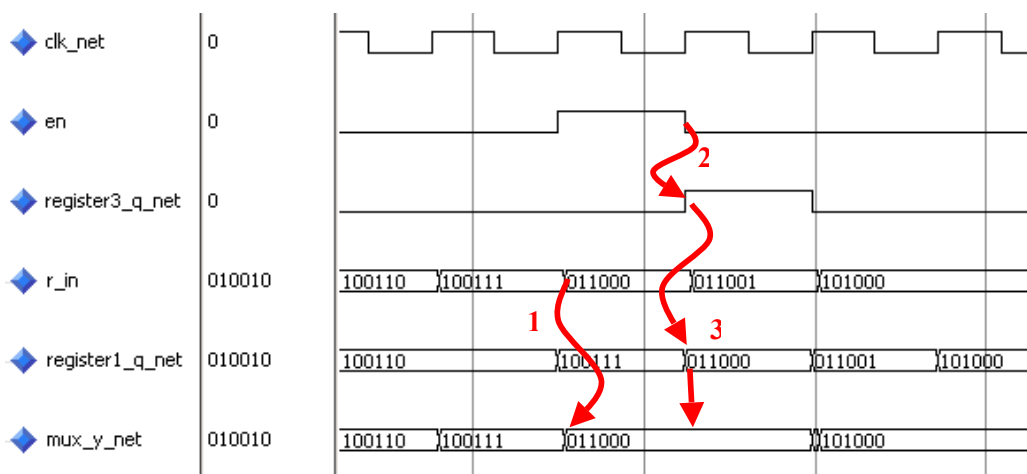 clk_net 0
en 0
2
register3_q_net 0
r_in 010010 100110 100111 011000 011001 101000
1 3
register1_q_net 010010 100110 100111 011000 011001 101000
mux_y_net 010010 100110 100111 011000 101000